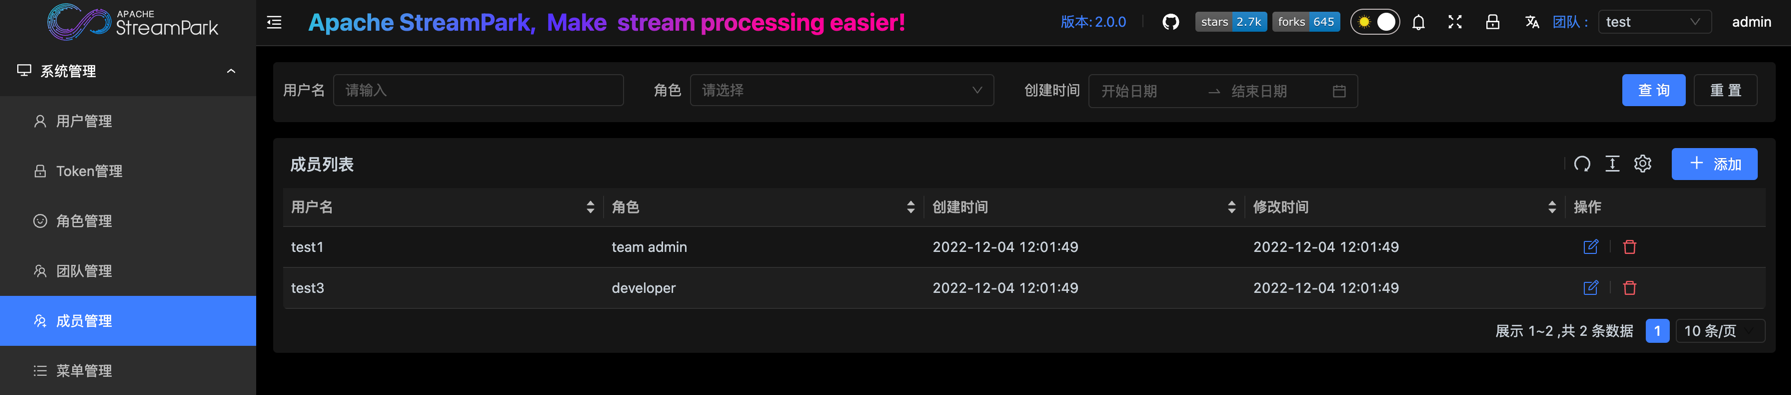 APACHE
StreamPark
Apache StreamPark, Make stream processing easier!
版本: 2.0.0
stars 2.7k
forks 645
团队 :
test
admin
系统管理
用户管理
Token管理
角色管理
团队管理
成员管理
菜单管理
用户名 请输入
角色 请选择
创建时间 开始日期 → 结束日期
查 询
重 置
成员列表
+ 添加
用户名 角色 创建时间 修改时间 操作
test1 team admin 2022-12-04 12:01:49 2022-12-04 12:01:49
test3 developer 2022-12-04 12:01:49 2022-12-04 12:01:49
展示 1~2 ,共 2 条数据 1 10 条/页